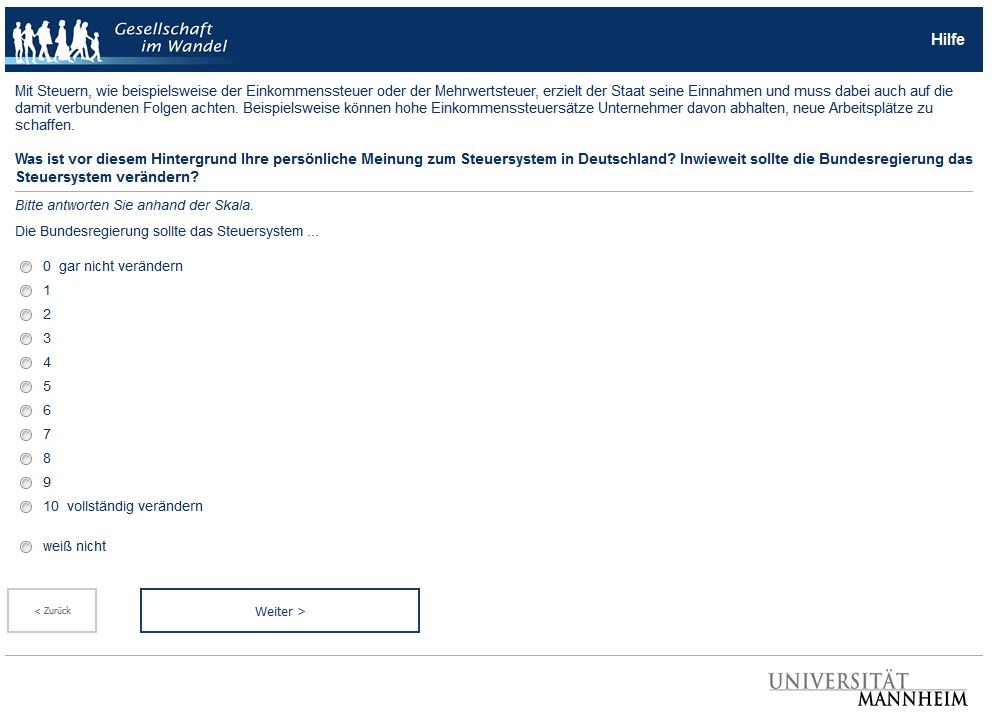 Gesellschaft
im Wandel
Hilfe
Mit Steuern, wie beispielsweise der Einkommenssteuer oder der Mehrwertsteuer, erzielt der Staat seine Einnahmen und muss dabei auch auf die
damit verbundenen Folgen achten. Beispielsweise können hohe Einkommenssteuersätze Unternehmer davon abhalten, neue Arbeitsplätze zu
schaffen.
Was ist vor diesem Hintergrund Ihre persönliche Meinung zum Steuersystem in Deutschland? Inwieweit sollte die Bundesregierung das
Steuersystem verändern?
Bitte antworten Sie anhand der Skala.
Die Bundesregierung sollte das Steuersystem ...
0 gar nicht verändern
1
2
3
4
5
6
7
8
9
10 vollständig verändern
weiß nicht
< Zurück
Weiter >
UNIVERSITÄT
MANNHEIM